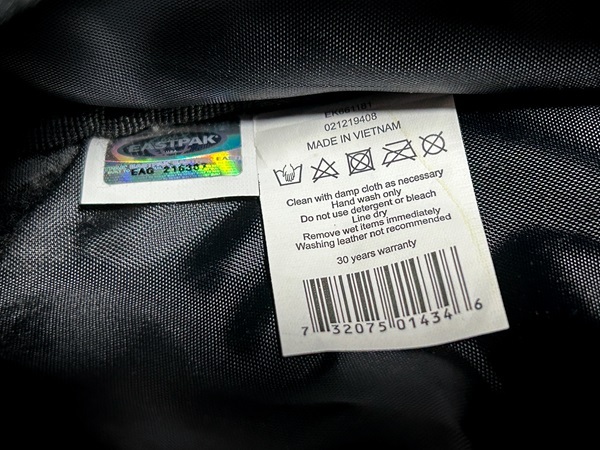 EASTPAK
EAG 216387
021219408
MADE IN VIETNAM
Clean with damp cloth as necessary
Hand wash only
Do not use detergent or bleach
Line dry
Remove wet items immediately
Washing leather not recommended
30 years warranty
7 32075 01434 6